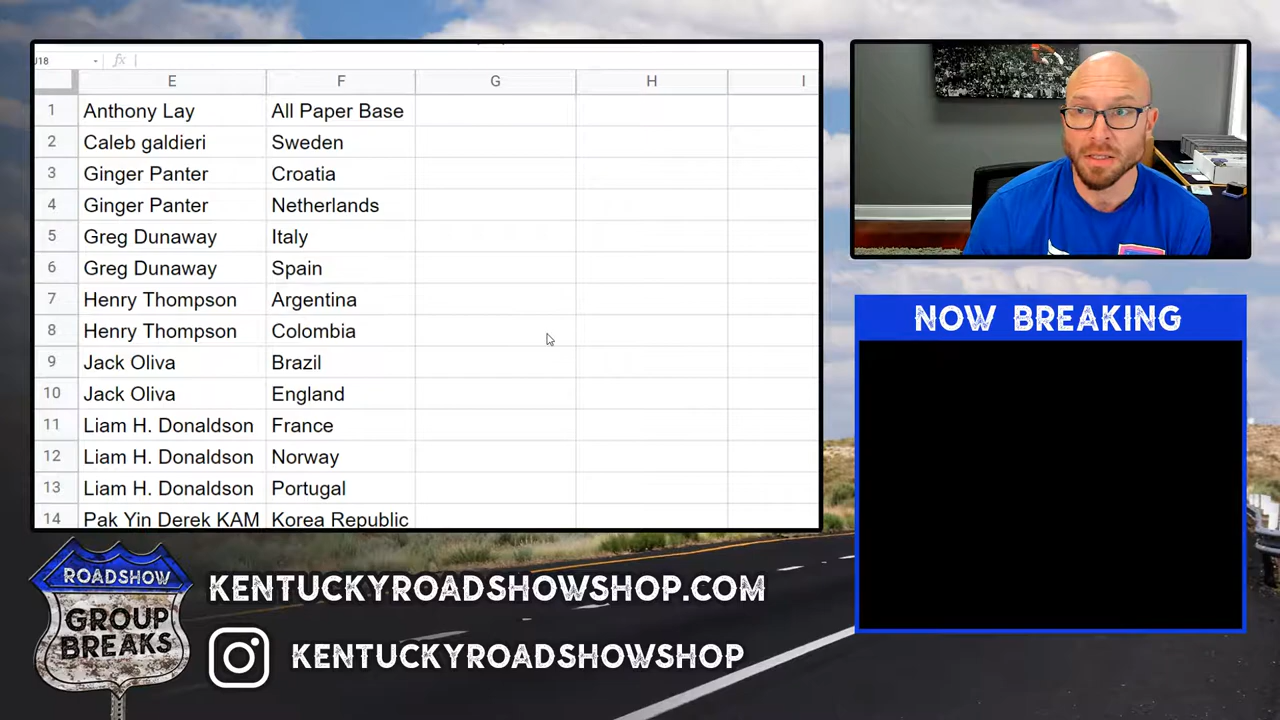 J18 fx
E F G H I
1 Anthony Lay All Paper Base
2 Caleb galdieri Sweden
3 Ginger Panter Croatia
4 Ginger Panter Netherlands
5 Greg Dunaway Italy
6 Greg Dunaway Spain
7 Henry Thompson Argentina
8 Henry Thompson Colombia
9 Jack Oliva Brazil
10 Jack Oliva England
11 Liam H. Donaldson France
12 Liam H. Donaldson Norway
13 Liam H. Donaldson Portugal
14 Pak Yin Derek KAM Korea Republic
NOW BREAKING
ROADSHOW
GROUP
BREAKS
KENTUCKYROADSHOWSHOP.COM
KENTUCKYROADSHOWSHOP